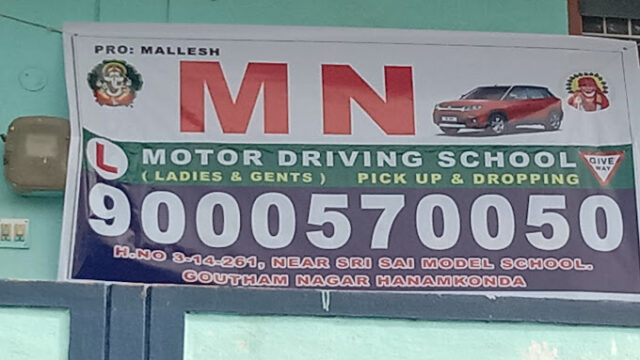 PRO: MALLESH
M N
L MOTOR DRIVING SCHOOL GIVE WAY
( LADIES & GENTS ) PICK UP & DROPPING
9000570050
H.NO 3-14-261, NEAR SRI SAI MODEL SCHOOL.
GOUTHAM NAGAR HANAMKONDA